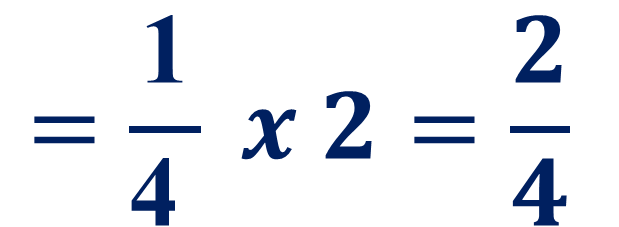 = 1/4 x 2 = 2/4